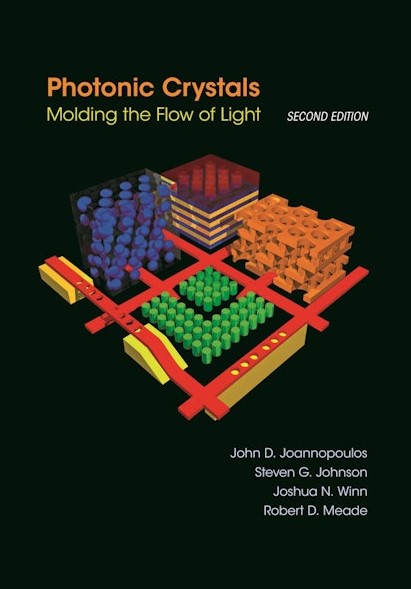 Photonic Crystals
Molding the Flow of Light
SECOND EDITION
John D. Joannopoulos
Steven G. Johnson
Joshua N. Winn
Robert D. Meade